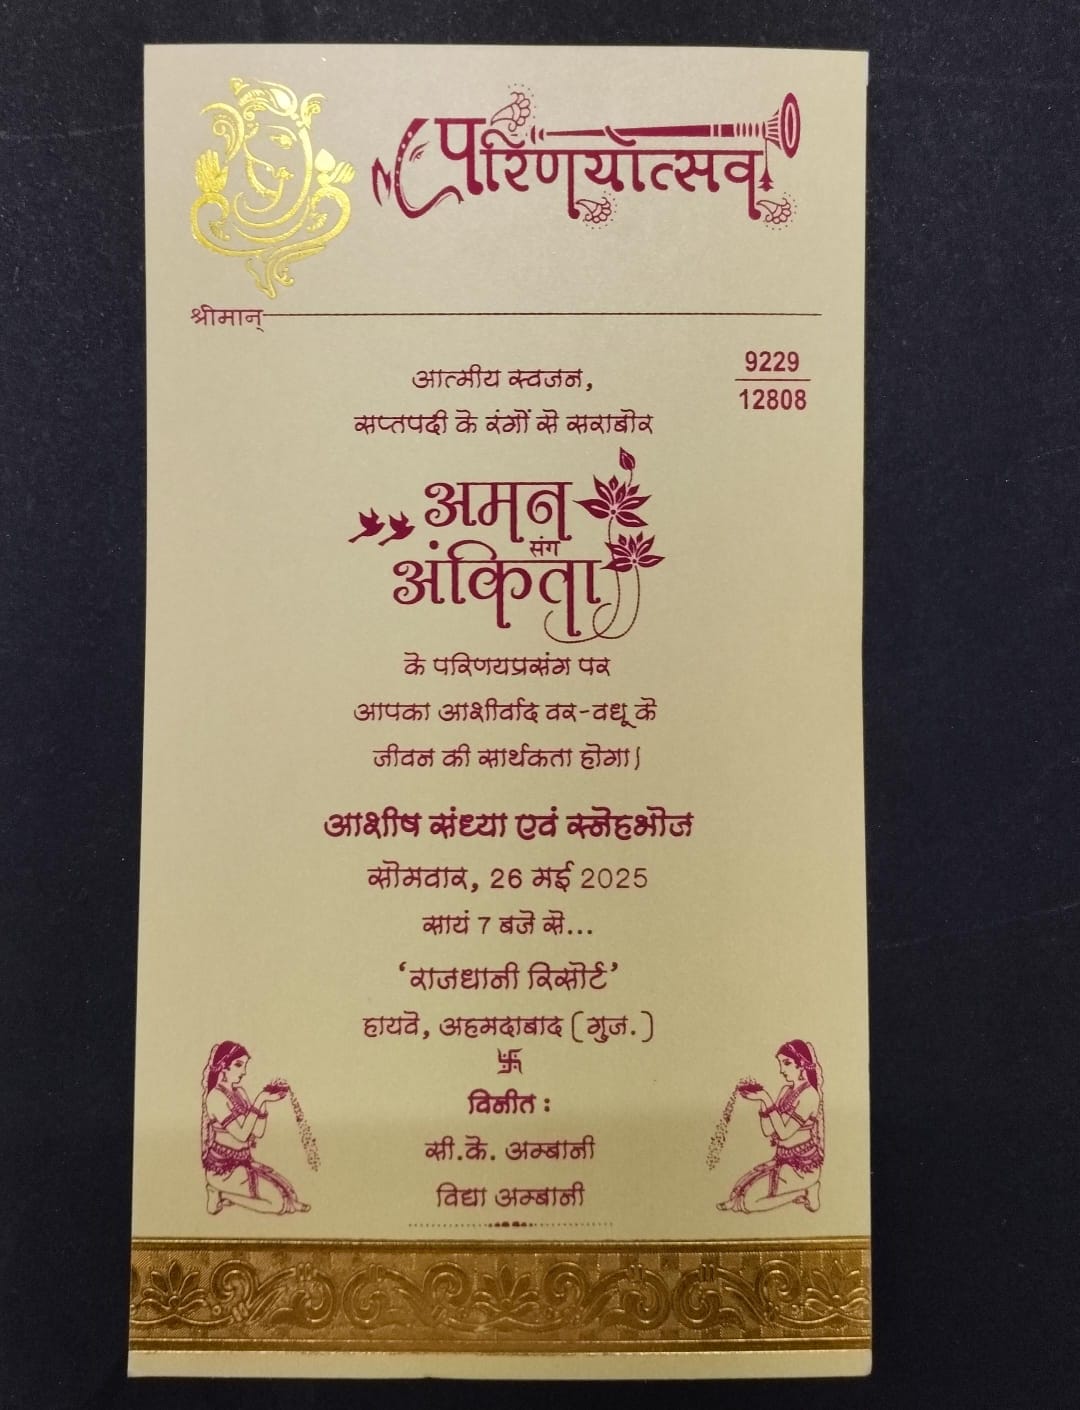 परिणयोत्सव
श्रीमान्
9229
12808
आत्मीय स्वजन,
सप्तपदी के रंगों से सराबोर
अमन
संग
अंकिता
के परिणयप्रसंग पर
आपका आशीर्वाद वर-वधू के
जीवन की सार्थकता होगा।
आशीष संध्या एवं स्नेहभोज
सोमवार, 26 मई 2025
सायं 7 बजे से...
‘राजधानी रिसोर्ट’
हायवे, अहमदाबाद (गुज.)
卐
विनीत :
सी.के. अम्बानी
विद्या अम्बानी